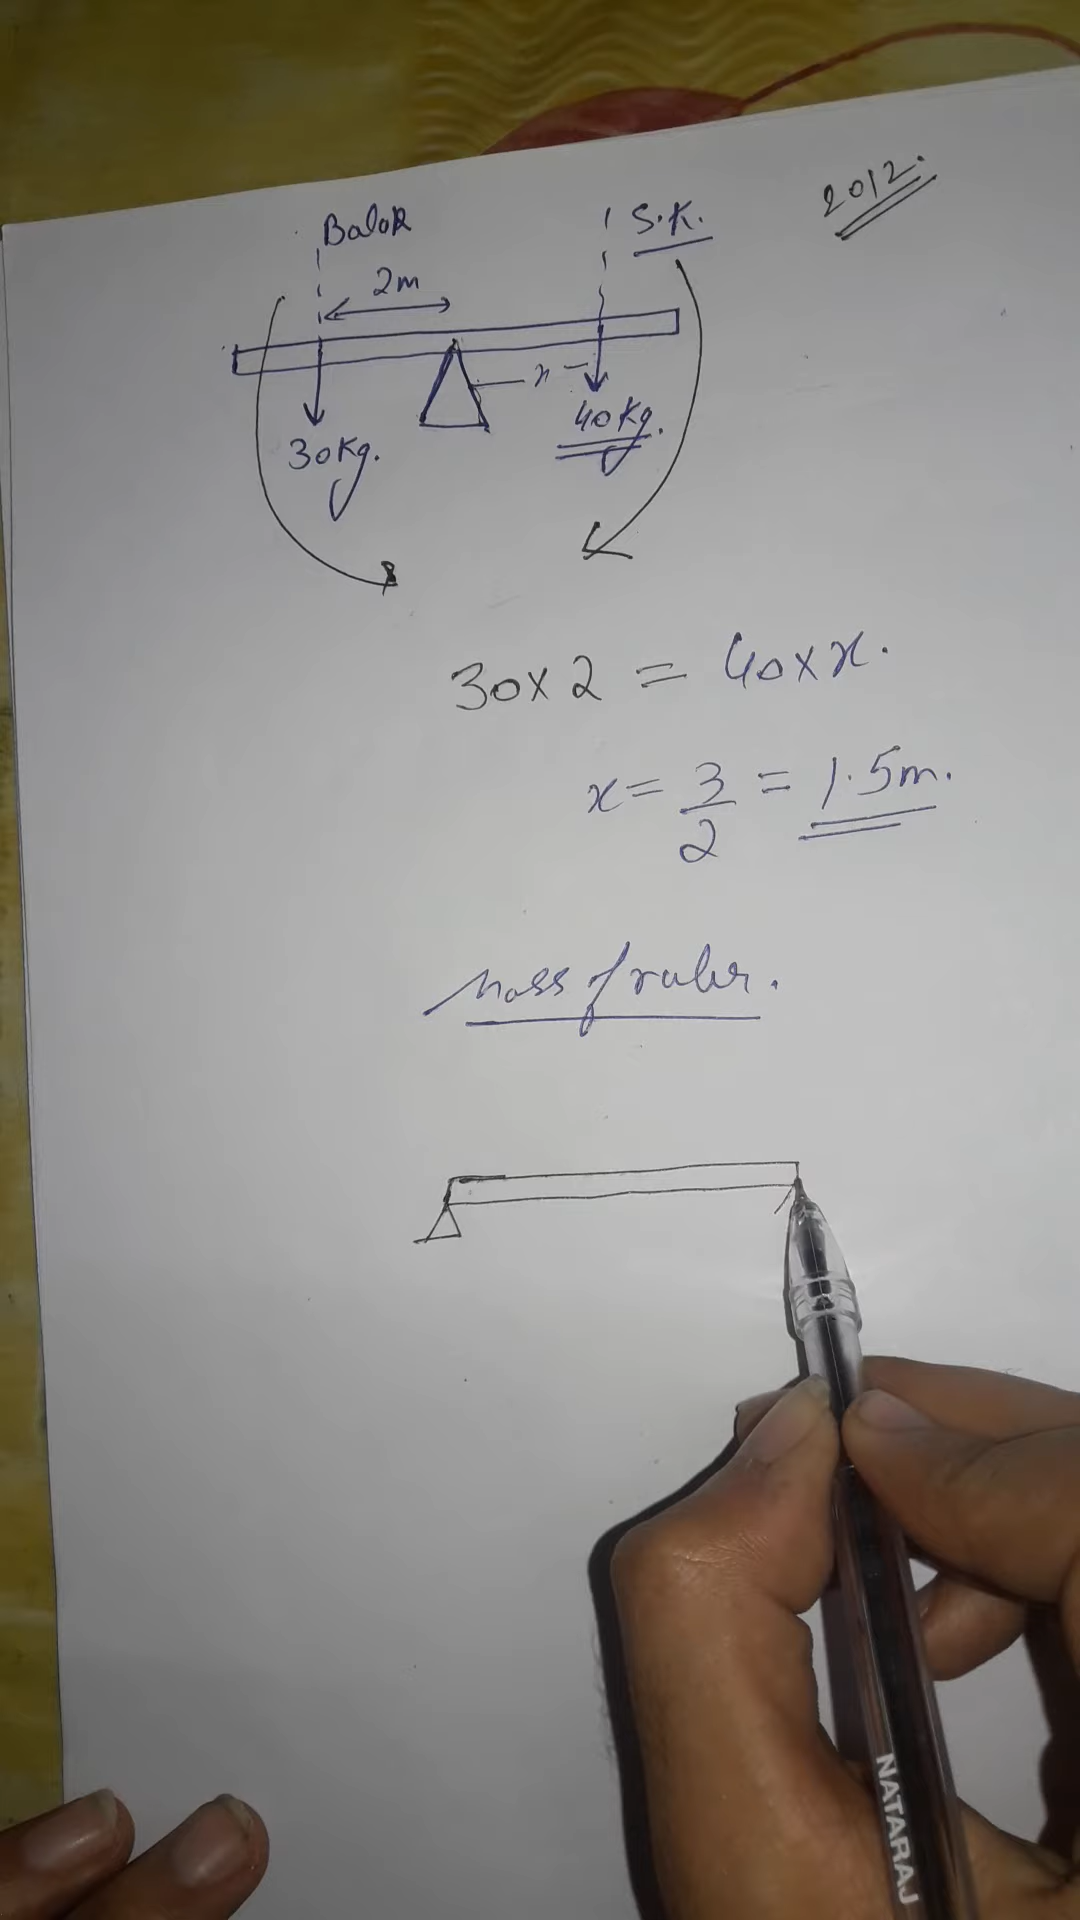 2012.
Balak
S.K.
2m
x
30Kg.
40Kg.
30 x 2 = 40 x x.
x = 3/2 = 1.5m.
Mass of ruler.
NATARAJ